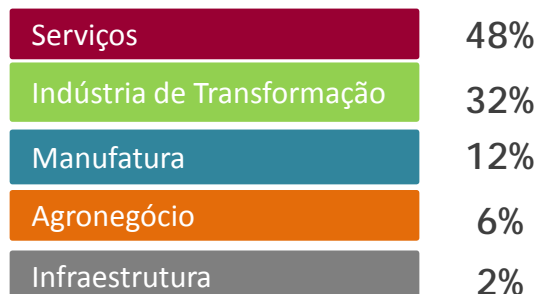 Serviços 48%
Indústria de Transformação 32%
Manufatura 12%
Agronegócio 6%
Infraestrutura 2%